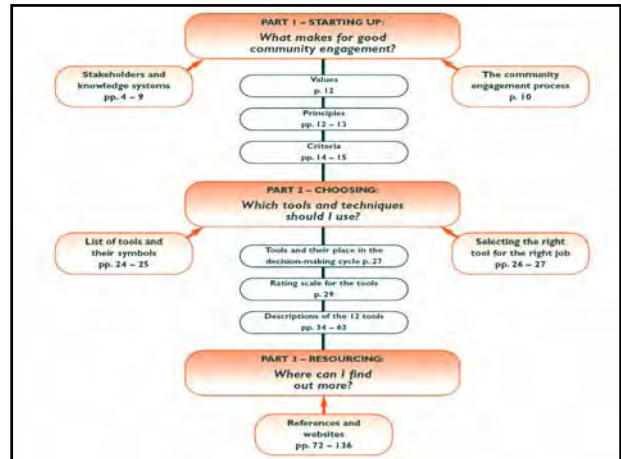 PART 1 – STARTING UP:
What makes for good
community engagement?
Stakeholders and
knowledge systems
pp. 4 – 9
The community
engagement process
p. 10
Values
p. 12
Principles
pp. 12 – 13
Criteria
pp. 14 – 15
PART 2 – CHOOSING:
Which tools and techniques
should I use?
List of tools and
their symbols
pp. 24 – 25
Selecting the right
tool for the right job
pp. 26 – 27
Tools and their place in the
decision-making cycle p. 27
Rating scale for the tools
p. 29
Descriptions of the 12 tools
pp. 34 – 63
PART 3 – RESOURCING:
Where can I find
out more?
References and
websites
pp. 72 – 136